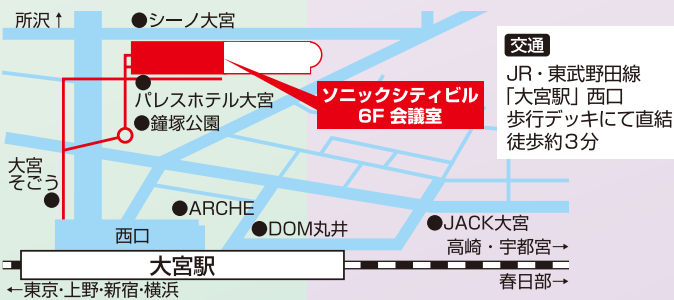 所沢↑
●シーノ大宮
交通
JR・東武野田線
「大宮駅」西口
歩行デッキにて直結
徒歩約3分
ソニックシティビル
6F 会議室
パレスホテル大宮
●鐘塚公園
大宮
そごう
●ARCHE
●DOM丸井
●JACK大宮
西口
高崎・宇都宮→
大宮駅
春日部→
←東京・上野・新宿・横浜